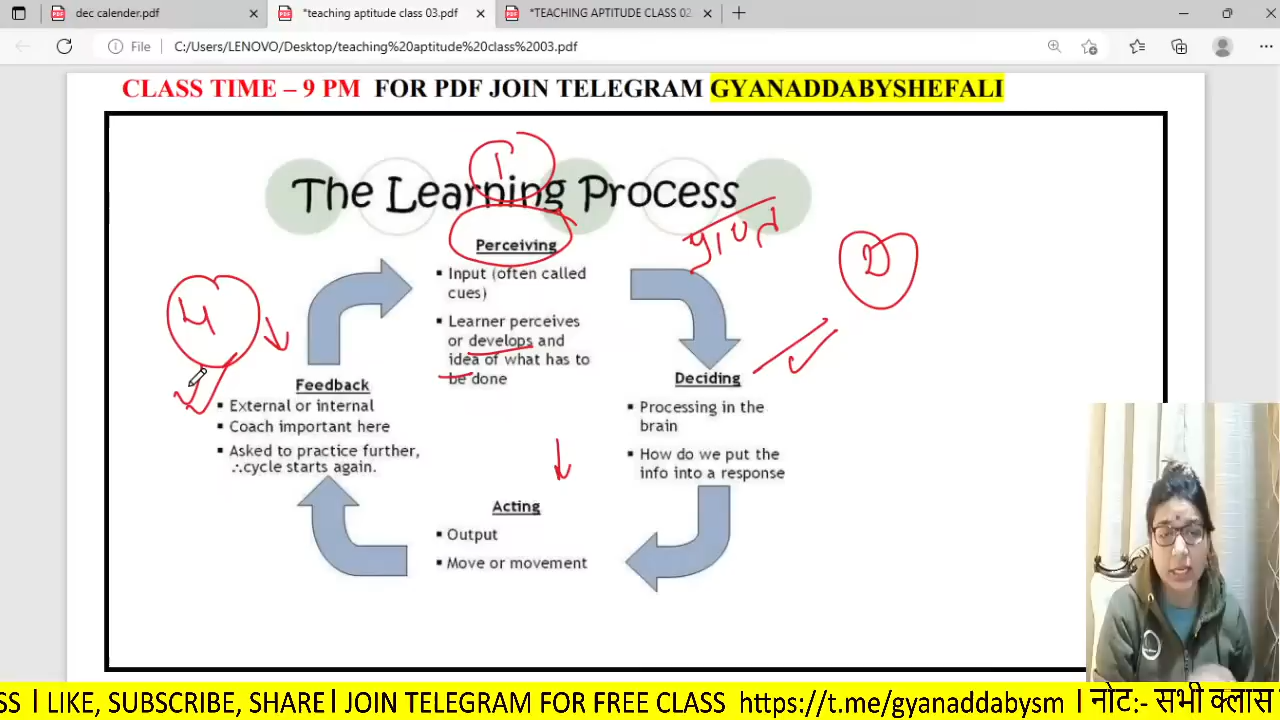 dec calender.pdf
*teaching aptitude class 03.pdf
*TEACHING APTITUDE CLASS 02.
File
C:/Users/LENOVO/Desktop/teaching%20aptitude%20class%2003.pdf
CLASS TIME – 9 PM FOR PDF JOIN TELEGRAM GYANADDABYSHEFALI
1
The Learning Process
Perceiving
▪ Input (often called
cues)
▪ Learner perceives
or develops and
idea of what has to
be done
Deciding
▪ Processing in the
brain
▪ How do we put the
info into a response
4
Feedback
▪ External or internal
▪ Coach important here
▪ Asked to practice further,
∴cycle starts again.
Acting
▪ Output
▪ Move or movement
SS । LIKE, SUBSCRIBE, SHARE। JOIN TELEGRAM FOR FREE CLASS https://t.me/gyanaddabysm । नोट:- सभी क्लास